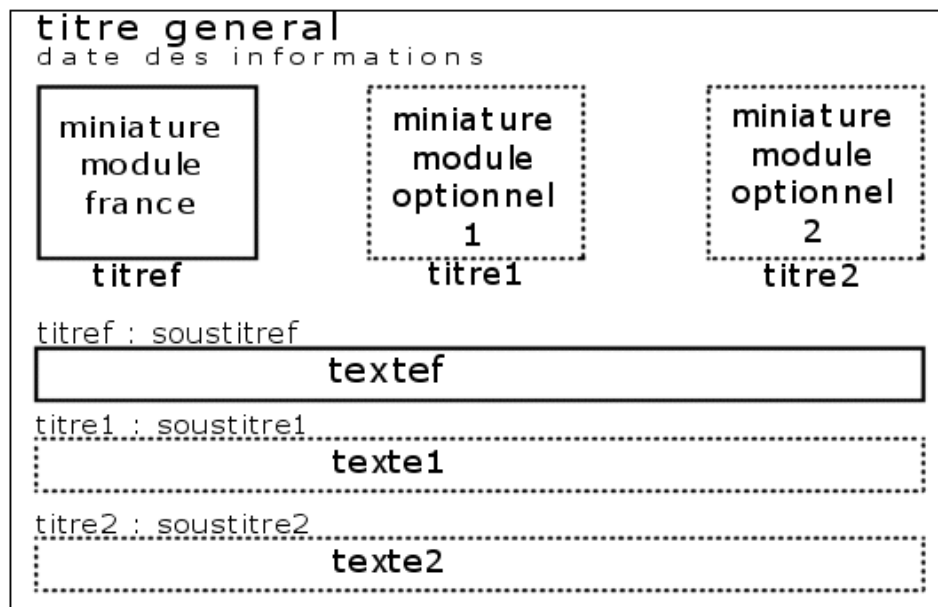 titre general
date des informations
miniature
module
france
titref
miniature
module
optionnel
1
titre1
miniature
module
optionnel
2
titre2
titref : soustitref
textef
titre1 : soustitre1
texte1
titre2 : soustitre2
texte2